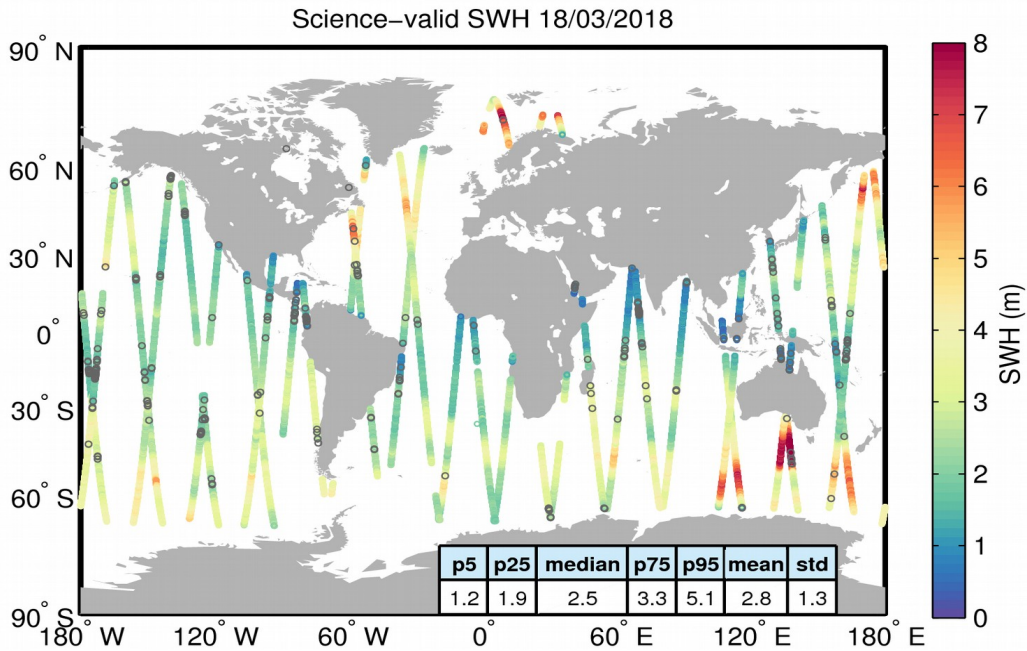 Science−valid SWH 18/03/2018
90° N
60° N
30° N
0°
30° S
60° S
90° S
180° W
120° W
60° W
0°
60° E
120° E
180° E
p5 p25 median p75 p95 mean std
1.2 1.9 2.5 3.3 5.1 2.8 1.3
8
7
6
5
4
3
2
1
0
SWH (m)